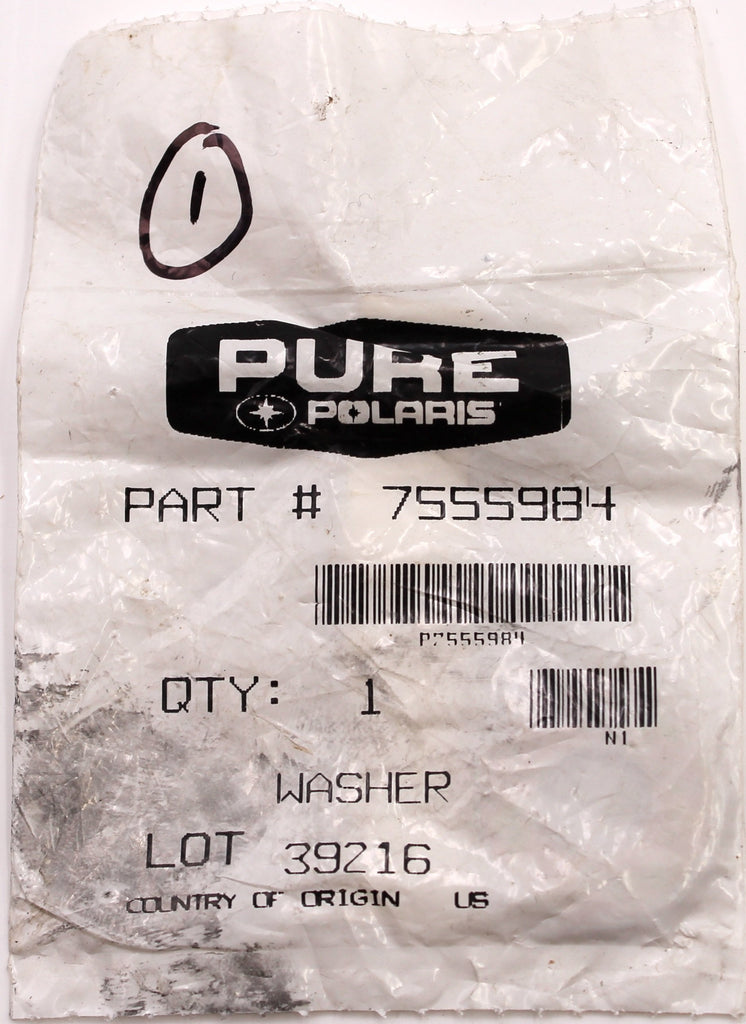 1
PURE
POLARIS
PART # 7555984
P7555984
QTY: 1
N1
WASHER
LOT 39216
COUNTRY OF ORIGIN US